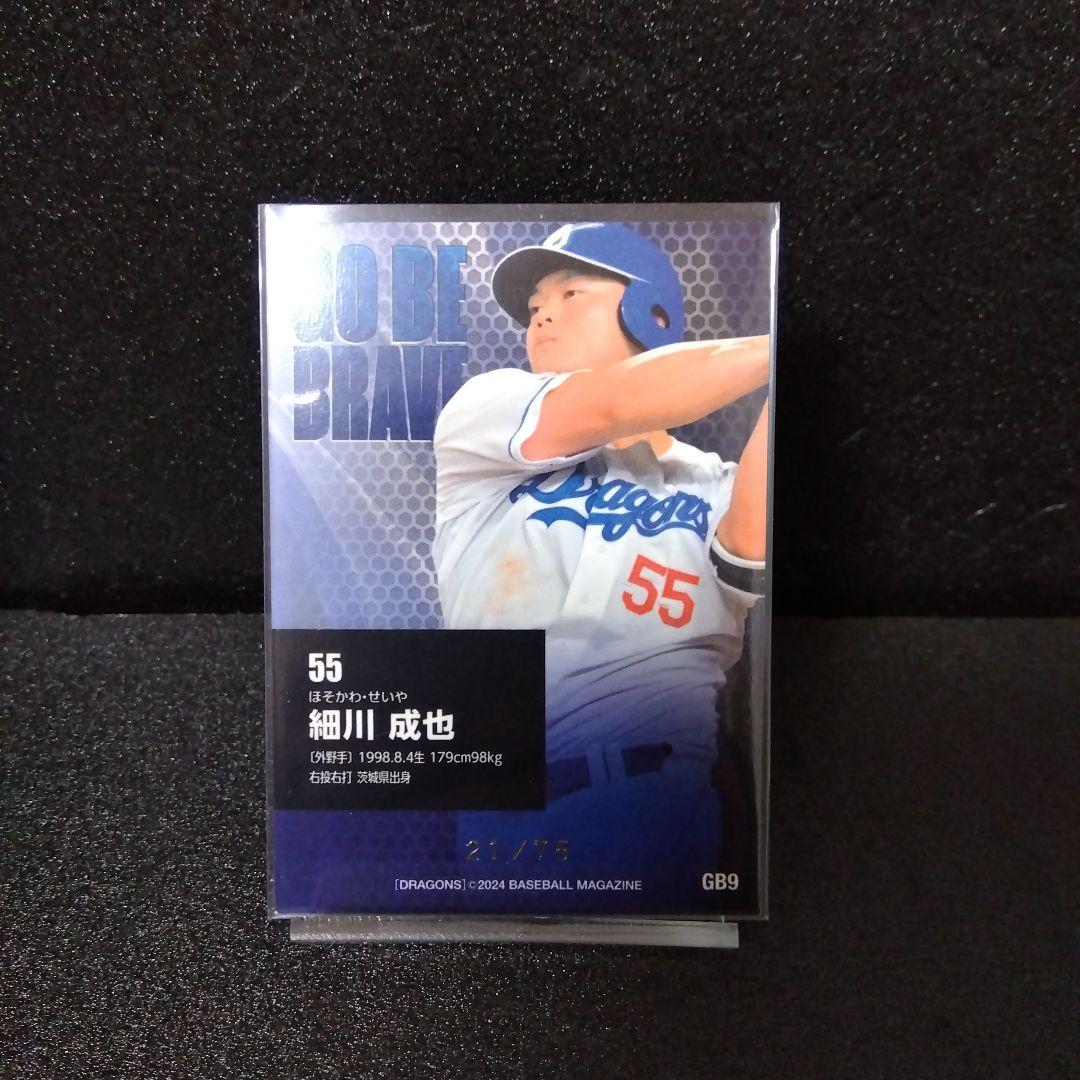 GO BE
BRAVE
Dragons
55
55
ほそかわ・せいや
細川 成也
［外野手］ 1998.8.4生 179cm98kg
右投右打 茨城県出身
21/75
[DRAGONS] © 2024 BASEBALL MAGAZINE
GB9